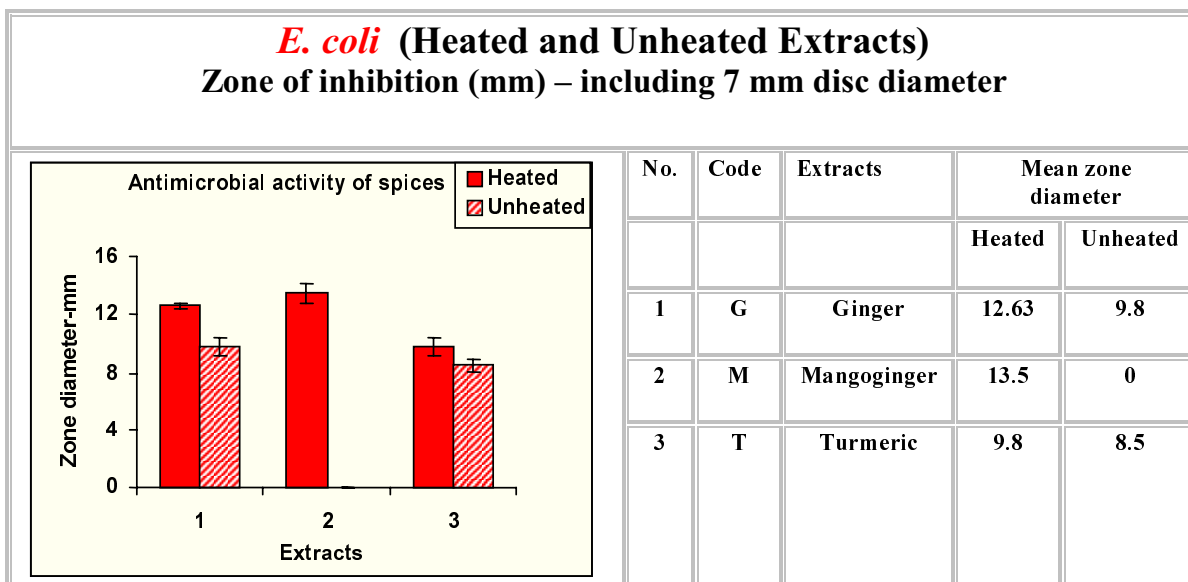 E. coli (Heated and Unheated Extracts)
Zone of inhibition (mm) – including 7 mm disc diameter
Antimicrobial activity of spices
Heated
Unheated
Zone diameter-mm
16
12
8
4
0
1 2 3
Extracts
No. Code Extracts Mean zone
diameter
Heated Unheated
1 G Ginger 12.63 9.8
2 M Mangoginger 13.5 0
3 T Turmeric 9.8 8.5